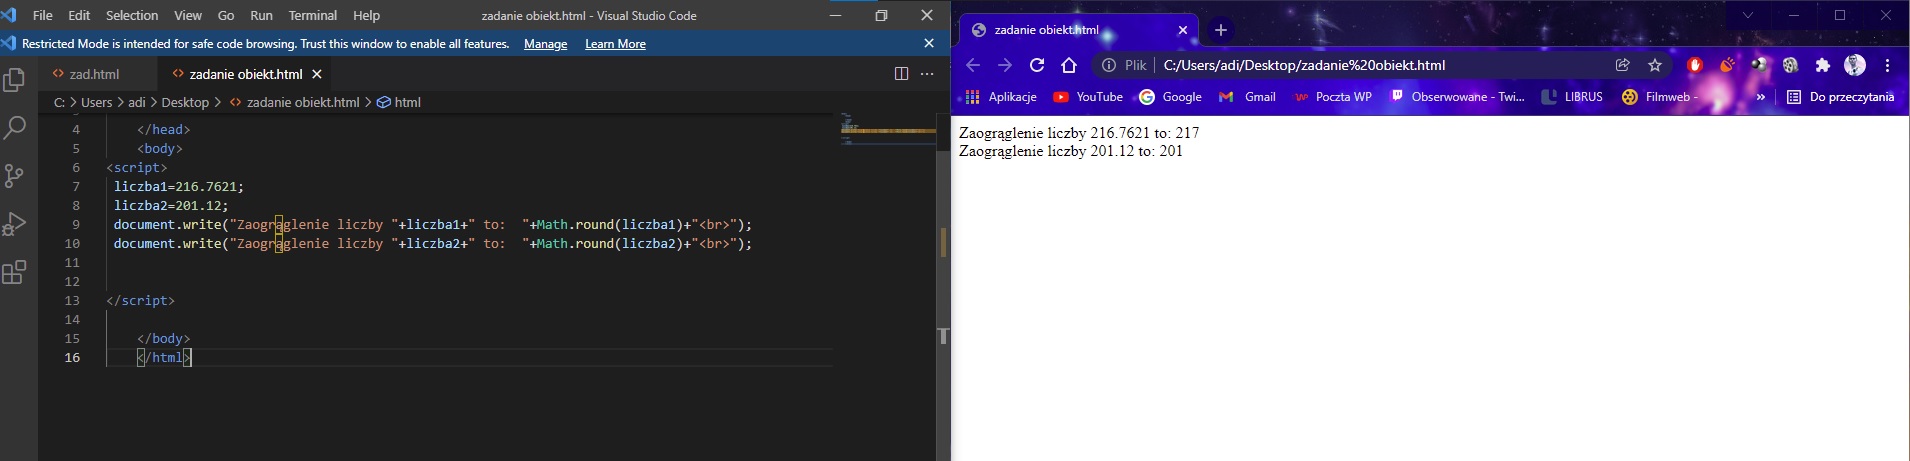 File Edit Selection View Go Run Terminal Help zadanie obiekt.html - Visual Studio Code
Restricted Mode is intended for safe code browsing. Trust this window to enable all features. Manage Learn More
zad.html zadanie obiekt.html
C: > Users > adi > Desktop > zadanie obiekt.html > html
4 </head>
5 <body>
6 <script>
7 liczba1=216.7621;
8 liczba2=201.12;
9 document.write("Zaogrąglenie liczby "+liczba1+" to:  "+Math.round(liczba1)+"<br>");
10 document.write("Zaogrąglenie liczby "+liczba2+" to:  "+Math.round(liczba2)+"<br>");
11
12
13 </script>
14
15 </body>
16 </html>
zadanie obiekt.html
Plik | C:/Users/adi/Desktop/zadanie%20obiekt.html
Aplikacje YouTube Google Gmail Poczta WP Obserwowane - Twi... LIBRUS Filmweb - » Do przeczytania
Zaogrąglenie liczby 216.7621 to: 217
Zaogrąglenie liczby 201.12 to: 201